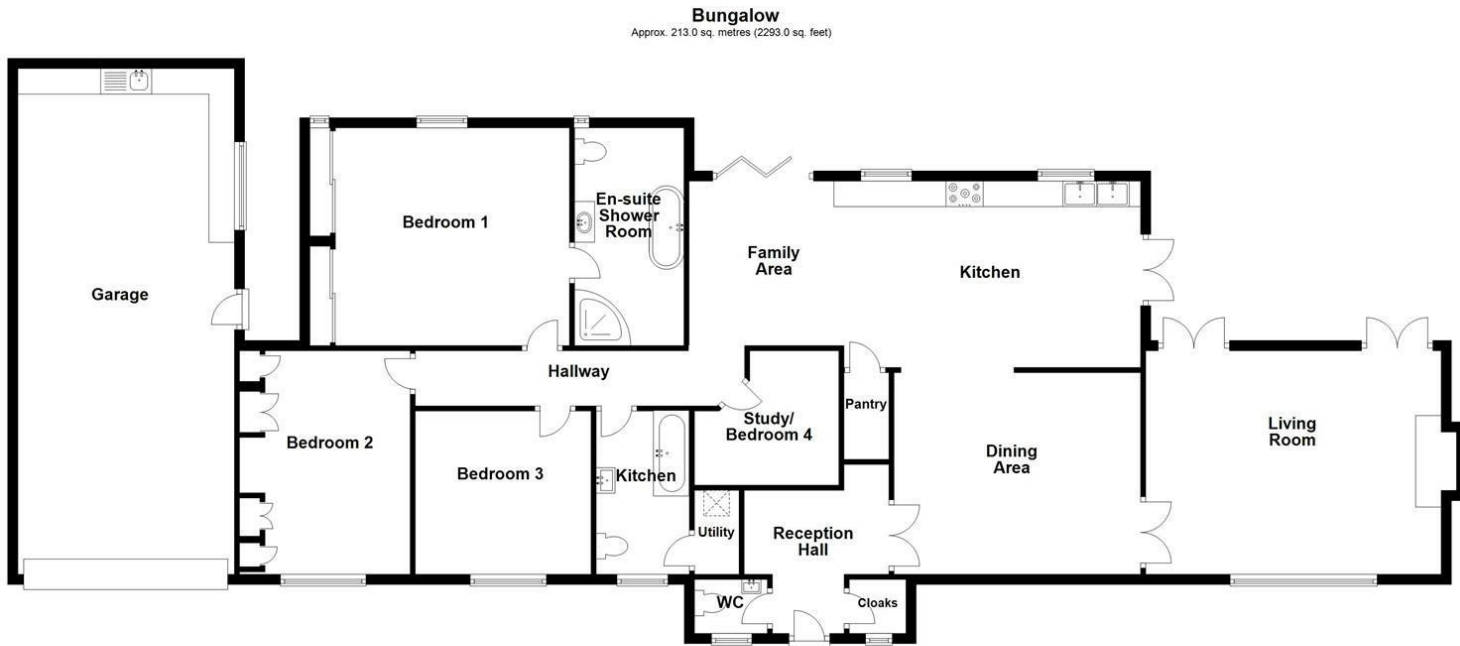 Bungalow
Approx. 213.0 sq. metres (2293.0 sq. feet)
Garage
Bedroom 1
En-suite
Shower
Room
Family
Area
Kitchen
Hallway
Bedroom 2
Bedroom 3
Kitchen
Study/
Bedroom 4
Pantry
Dining
Area
Living
Room
Utility
Reception
Hall
WC
Cloaks